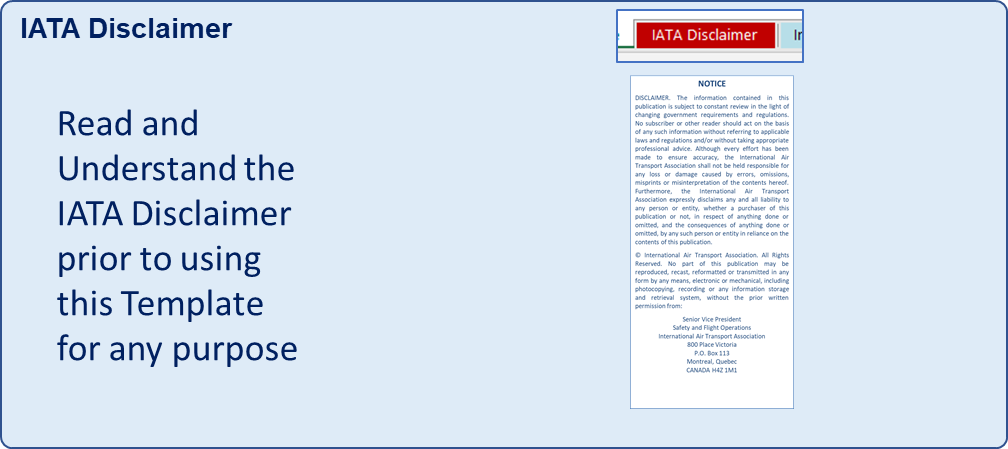 IATA Disclaimer
IATA Disclaimer
Read and
Understand the
IATA Disclaimer
prior to using
this Template
for any purpose
NOTICE
DISCLAIMER. The information contained in this
publication is subject to constant review in the light of
changing government requirements and regulations.
No subscriber or other reader should act on the basis
of any such information without referring to applicable
laws and regulations and/or without taking appropriate
professional advice. Although every effort has been
made to ensure accuracy, the International Air
Transport Association shall not be held responsible for
any loss or damage caused by errors, omissions,
misprints or misinterpretation of the contents hereof.
Furthermore, the International Air Transport
Association expressly disclaims any and all liability to
any person or entity, whether a purchaser of this
publication or not, in respect of anything done or
omitted, and the consequences of anything done or
omitted, by any such person or entity in reliance on the
contents of this publication.
© International Air Transport Association. All Rights
Reserved. No part of this publication may be
reproduced, recast, reformatted or transmitted in any
form by any means, electronic or mechanical, including
photocopying, recording or any information storage
and retrieval system, without the prior written
permission from:
Senior Vice President
Safety and Flight Operations
International Air Transport Association
800 Place Victoria
P.O. Box 113
Montreal, Quebec
CANADA H4Z 1M1